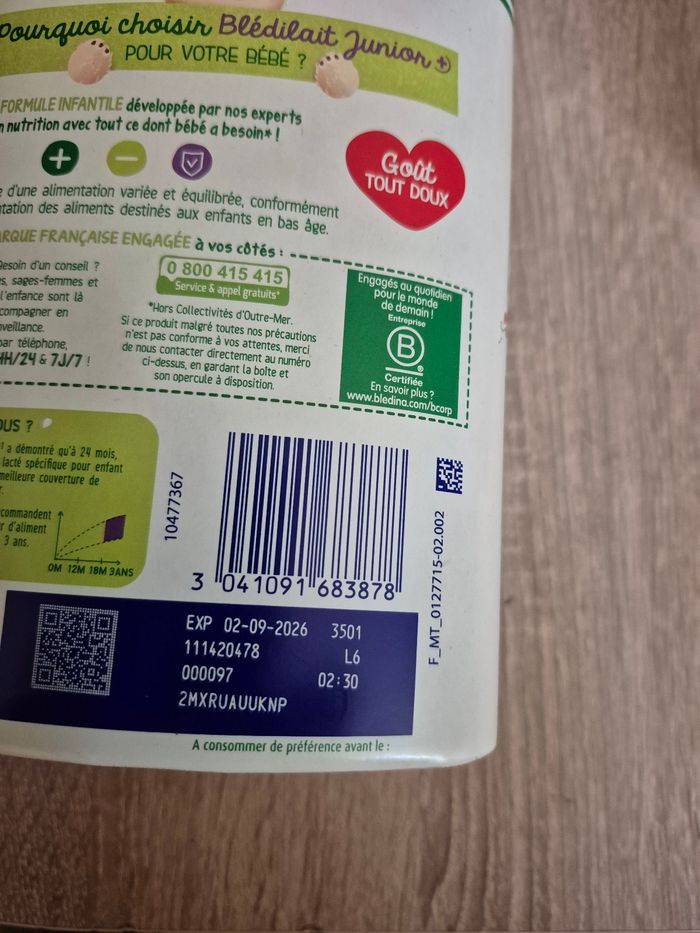 Pourquoi choisir Blédilait Junior +
POUR VOTRE BÉBÉ ?
FORMULE INFANTILE développée par nos experts
n nutrition avec tout ce dont bébé a besoin* !
Goût
TOUT DOUX
e d'une alimentation variée et équilibrée, conformément
tation des aliments destinés aux enfants en bas âge.
ARQUE FRANÇAISE ENGAGÉE à vos côtés :
Besoin d'un conseil ?
es, sages-femmes et
l'enfance sont là
compagner en
veillance.
par téléphone,
HH/24 & 7J/7 !
0 800 415 415
Service & appel gratuits*
*Hors Collectivités d'Outre-Mer.
Si ce produit malgré toutes nos précautions
n'est pas conforme à vos attentes, merci
de nous contacter directement au numéro
ci-dessus, en gardant la boîte et
son opercule à disposition.
Engagés au quotidien
pour le monde
de demain !
Entreprise
B
Certifiée
En savoir plus ?
www.bledina.com/bcorp
OUS ?
a démontré qu'à 24 mois,
lacté spécifique pour enfant
meilleure couverture de
r.
commandent
r d'aliment
3 ans.
0M 12M 18M 3ANS
10477367
3 041091 683878
F_MT_0127715-02.002
EXP 02-09-2026 3501
111420478 L6
000097 02:30
2MXRUAUUKNP
A consommer de préférence avant le :